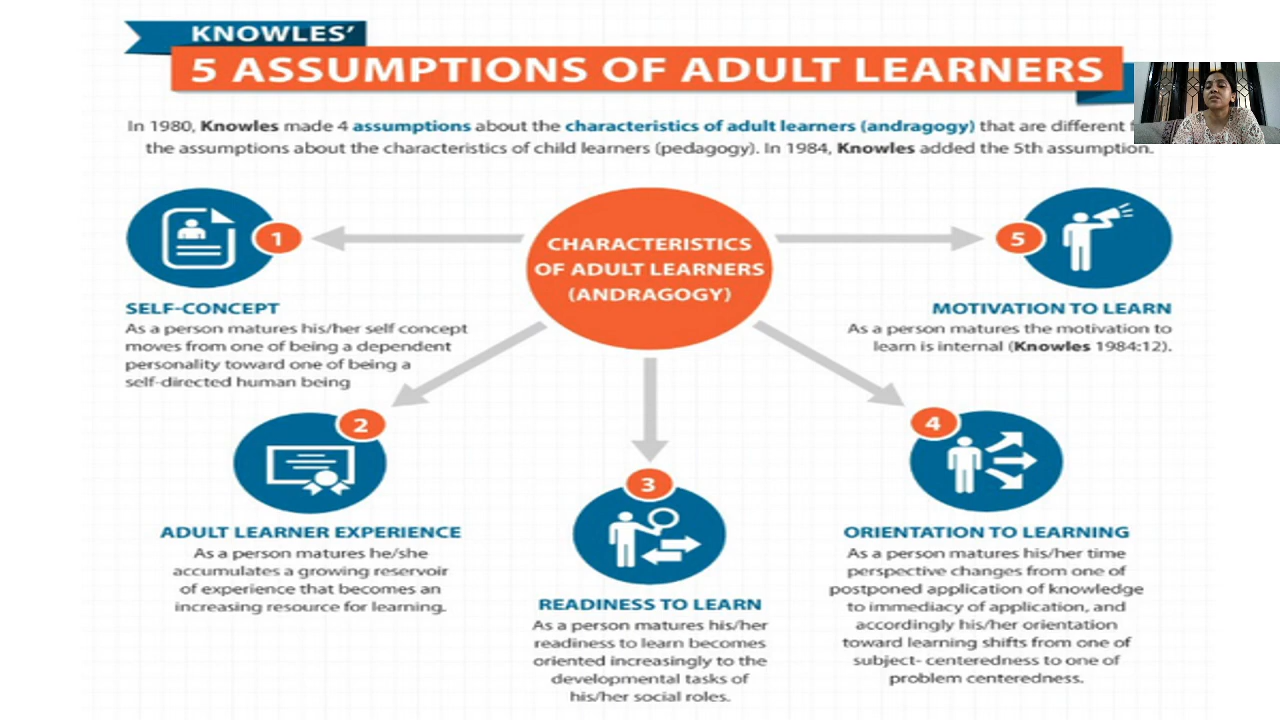 KNOWLES'
5 ASSUMPTIONS OF ADULT LEARNERS
In 1980, Knowles made 4 assumptions about the characteristics of adult learners (andragogy) that are different
the assumptions about the characteristics of child learners (pedagogy). In 1984, Knowles added the 5th assumption.
CHARACTERISTICS
OF ADULT LEARNERS
(ANDRAGOGY)
1
SELF-CONCEPT
As a person matures his/her self concept
moves from one of being a dependent
personality toward one of being a
self-directed human being
2
ADULT LEARNER EXPERIENCE
As a person matures he/she
accumulates a growing reservoir
of experience that becomes an
increasing resource for learning.
3
READINESS TO LEARN
As a person matures his/her
readiness to learn becomes
oriented increasingly to the
developmental tasks of
his/her social roles.
4
ORIENTATION TO LEARNING
As a person matures his/her time
perspective changes from one of
postponed application of knowledge
to immediacy of application, and
accordingly his/her orientation
toward learning shifts from one of
subject- centeredness to one of
problem centeredness.
5
MOTIVATION TO LEARN
As a person matures the motivation to
learn is internal (Knowles 1984:12).